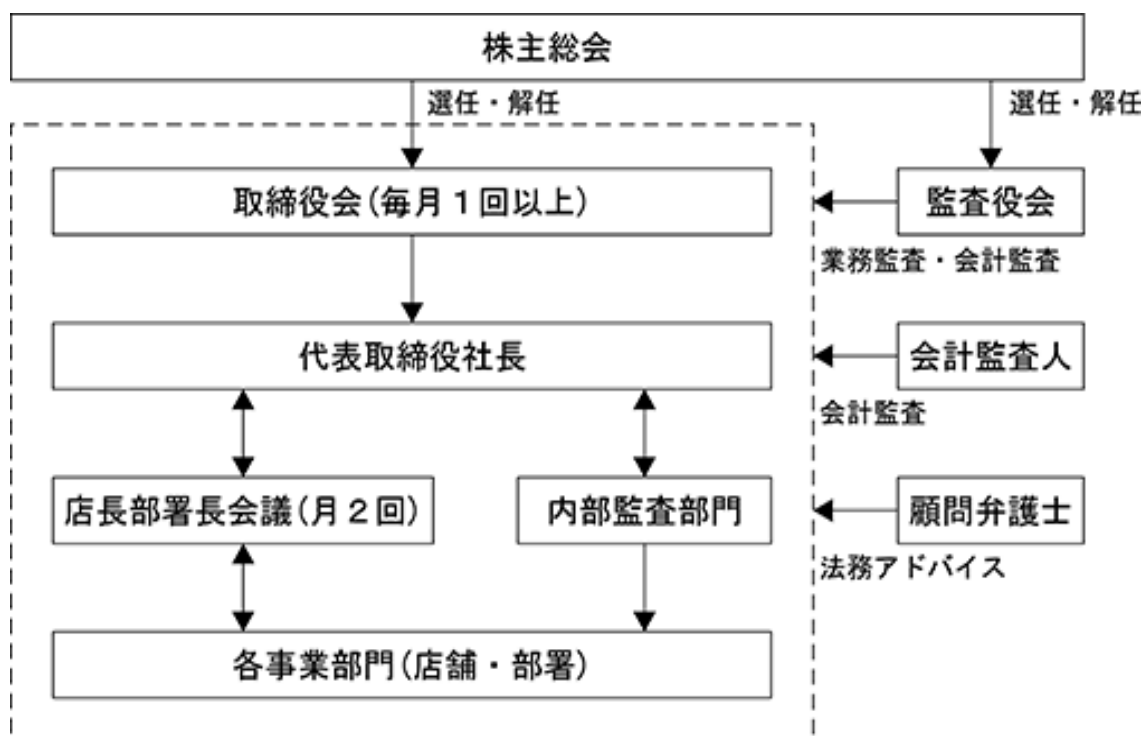 株主総会
選任・解任
選任・解任
取締役会(毎月1回以上)
監査役会
業務監査・会計監査
代表取締役社長
会計監査人
会計監査
店長部署長会議(月2回)
内部監査部門
顧問弁護士
法務アドバイス
各事業部門(店舗・部署)